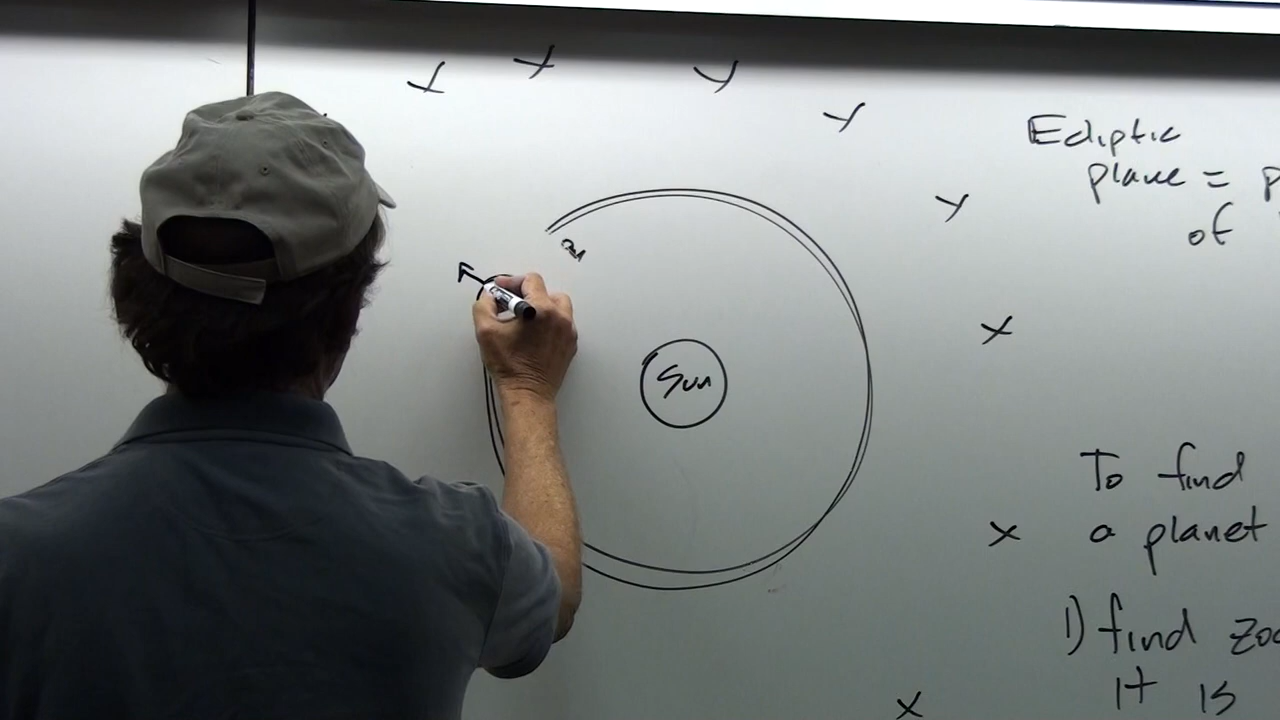 Ecliptic
plane = p
of
Sun
To find
a planet
1) find zo
it is